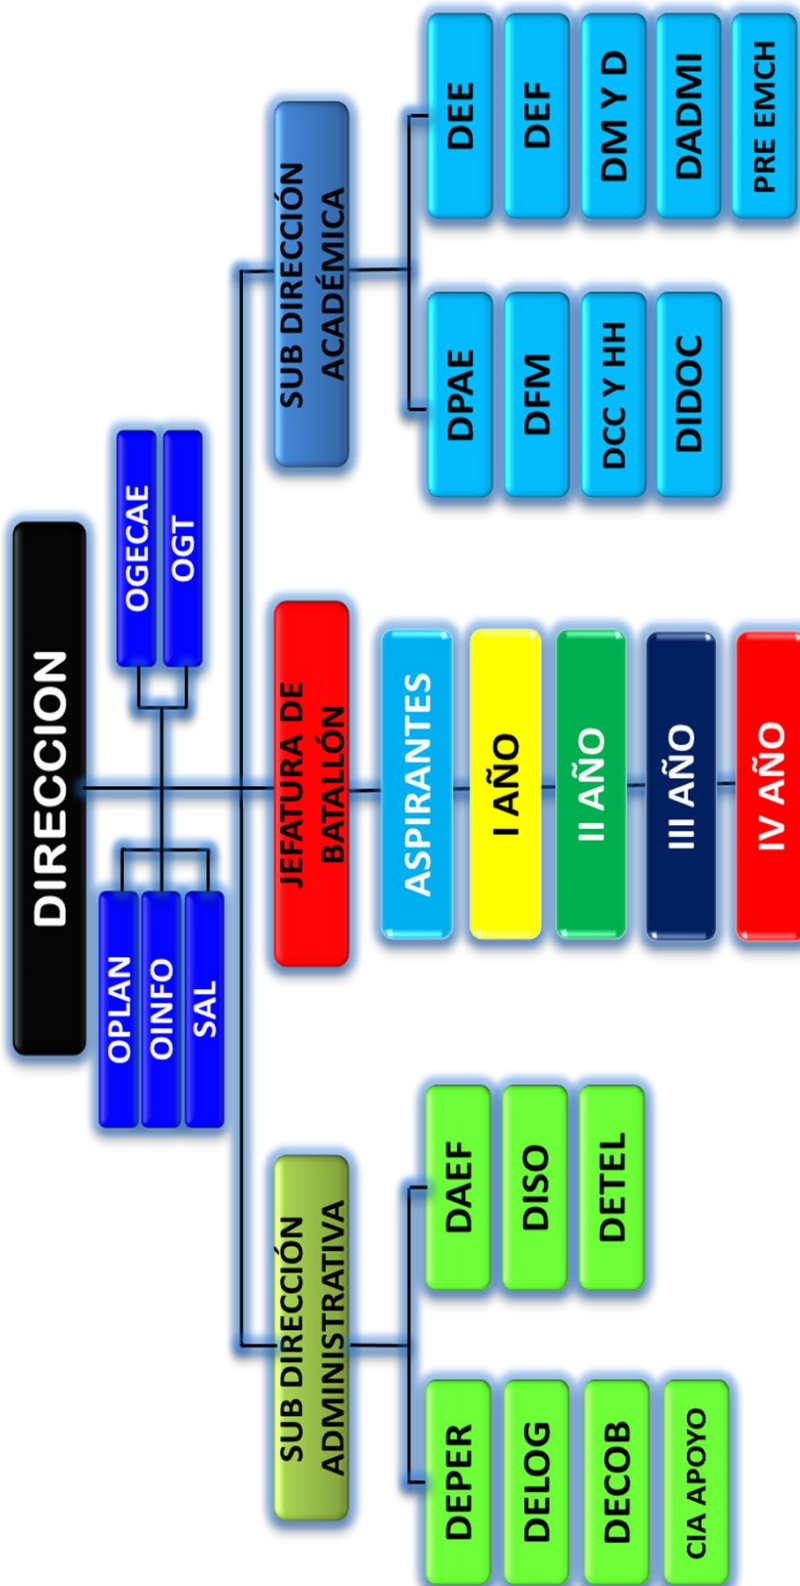 DIRECCION
OPLAN
OINFO
SAL
OGECAE
OGT
SUB DIRECCIÓN
ADMINISTRATIVA
JEFATURA DE
BATALLÓN
SUB DIRECCIÓN
ACADÉMICA
DEPER
DELOG
DECOB
CIA APOYO
DAEF
DISO
DETEL
ASPIRANTES
I AÑO
II AÑO
III AÑO
IV AÑO
DPAE
DFM
DCC Y HH
DIDOC
DEE
DEF
DM Y D
DADMI
PRE EMCH